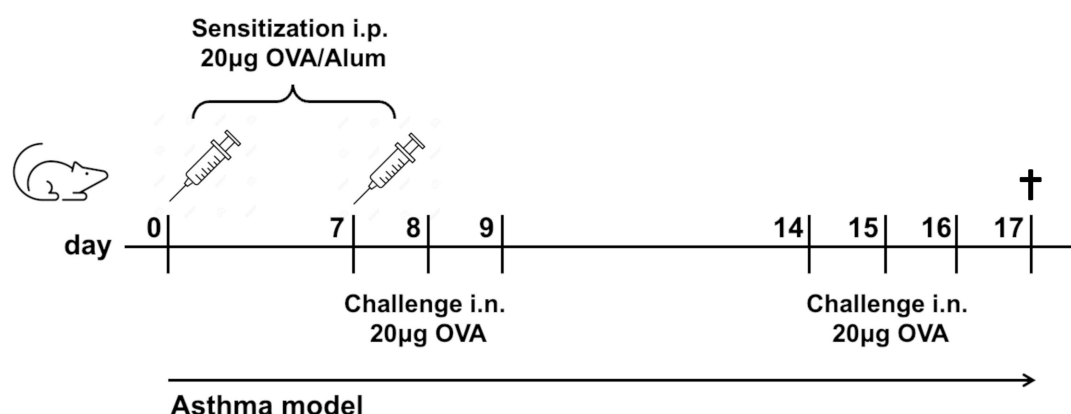 Sensitization i.p.
20µg OVA/Alum
day 0 7 8 9 14 15 16 17
Challenge i.n. Challenge i.n.
20µg OVA 20µg OVA
Asthma model